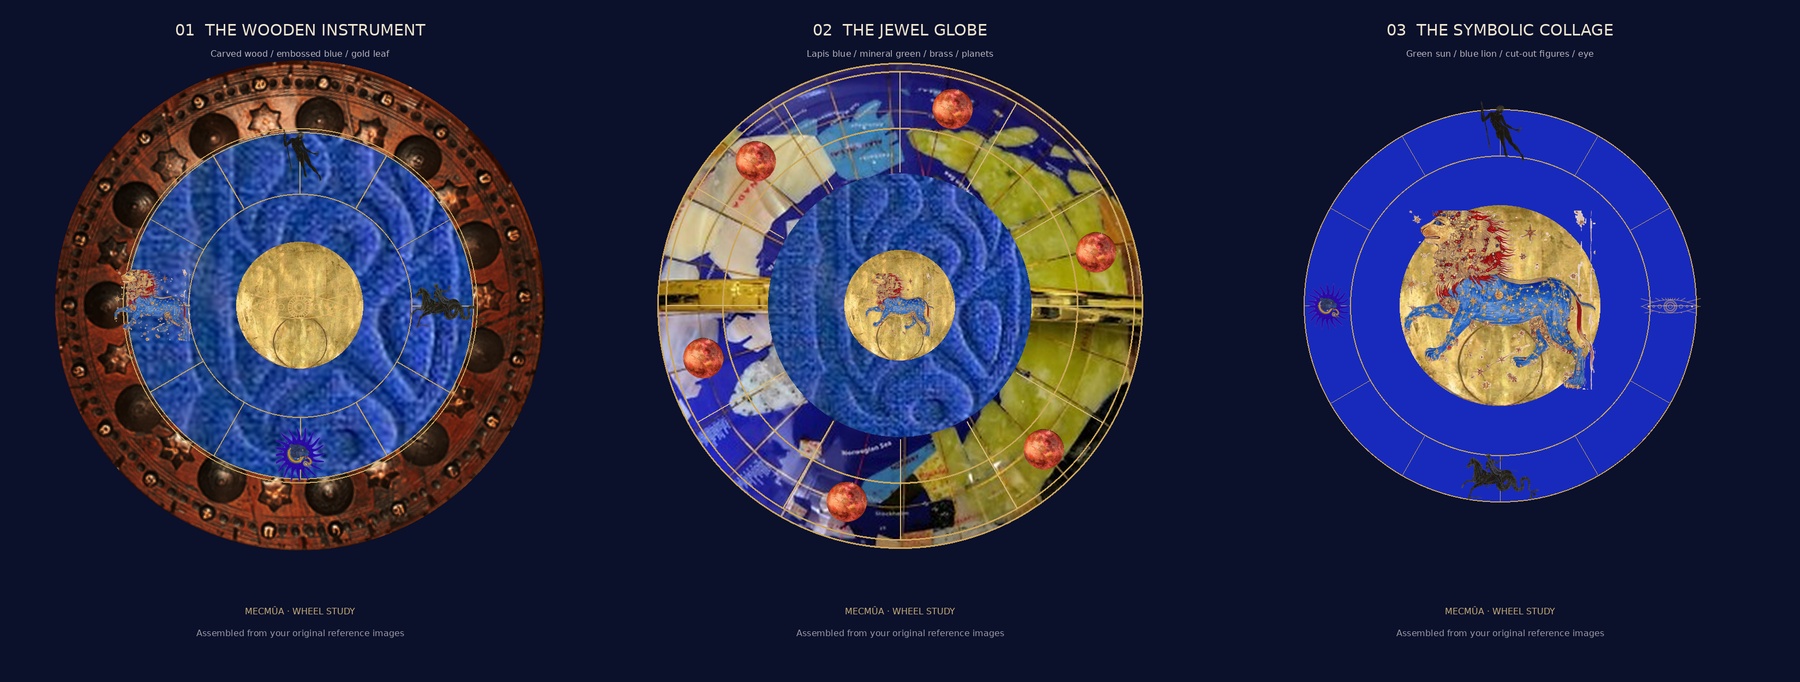 01 THE WOODEN INSTRUMENT
Carved wood / embossed blue / gold leaf
MECMÛA · WHEEL STUDY
Assembled from your original reference images
02 THE JEWEL GLOBE
Lapis blue / mineral green / brass / planets
Norwegian Sea
Stockholm
MECMÛA · WHEEL STUDY
Assembled from your original reference images
03 THE SYMBOLIC COLLAGE
Green sun / blue lion / cut-out figures / eye
MECMÛA · WHEEL STUDY
Assembled from your original reference images